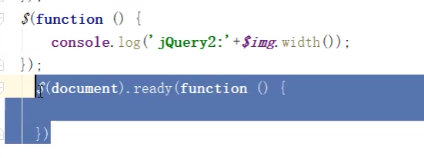 $(function () {
console.log('jQuery2:'+$img.width());
});
$(document).ready(function () {
})